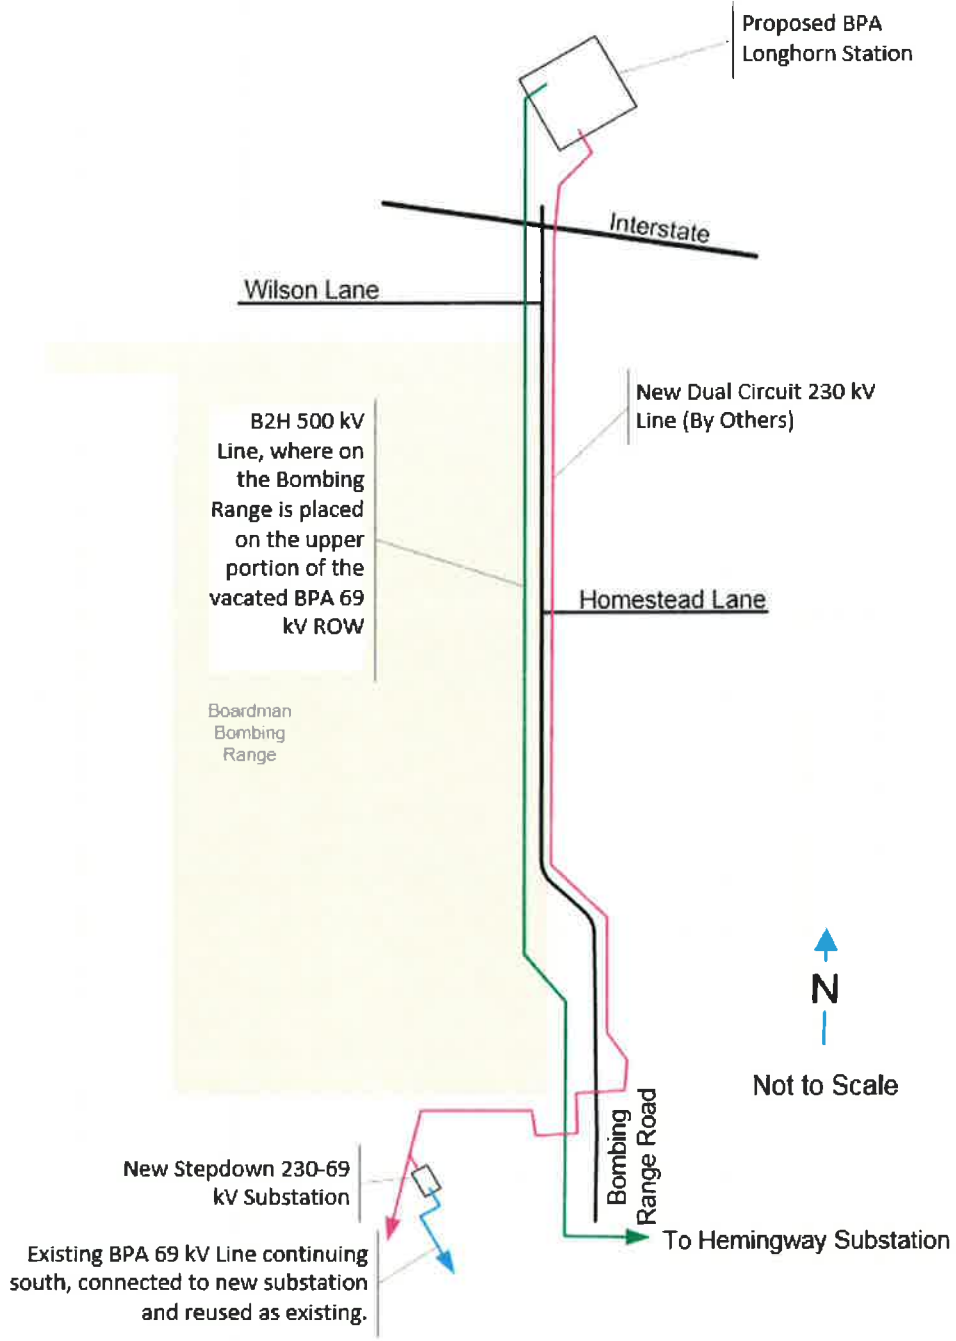 Proposed BPA
Longhorn Station
Interstate
Wilson Lane
New Dual Circuit 230 kV
Line (By Others)
B2H 500 kV
Line, where on
the Bombing
Range is placed
on the upper
portion of the
vacated BPA 69
kV ROW
Homestead Lane
Boardman
Bombing
Range
N
Not to Scale
Bombing
Range Road
New Stepdown 230-69
kV Substation
To Hemingway Substation
Existing BPA 69 kV Line continuing
south, connected to new substation
and reused as existing.